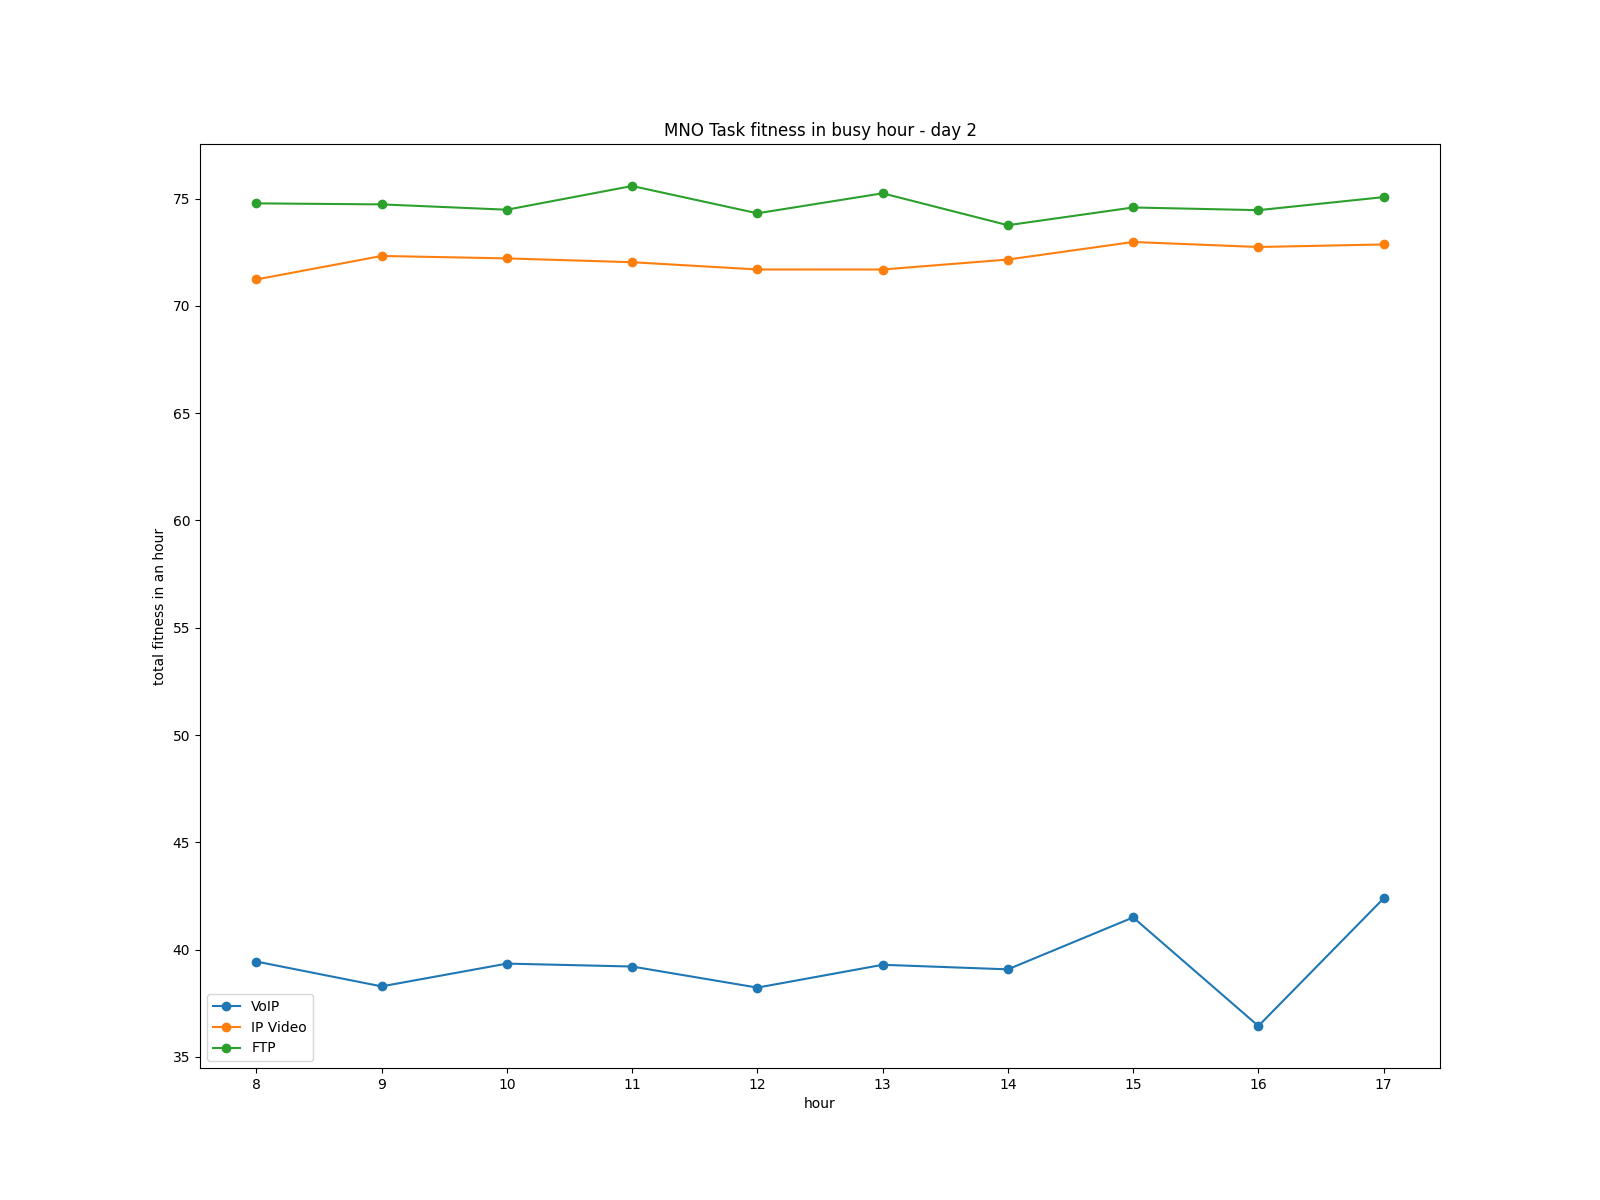 MNO Task fitness in busy hour - day 2
75
70
65
60
55
50
45
40
35
total fitness in an hour
VoIP
IP Video
FTP
8 9 10 11 12 13 14 15 16 17
hour